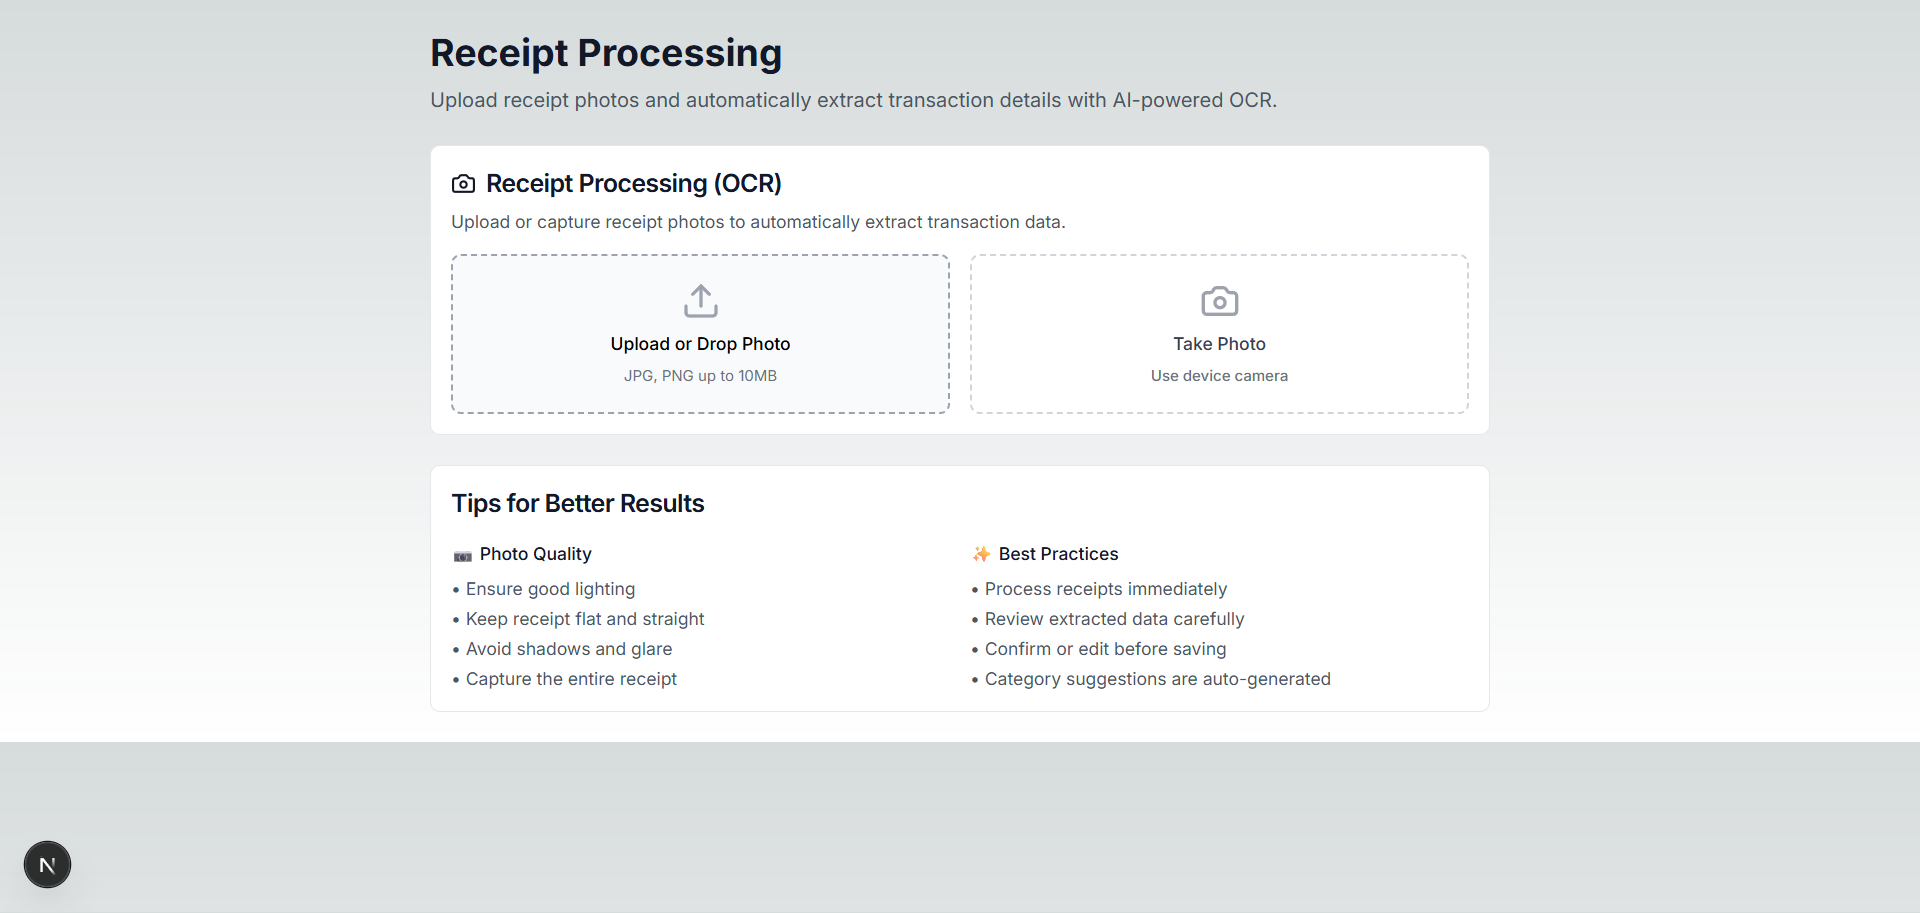 Receipt Processing
Upload receipt photos and automatically extract transaction details with AI-powered OCR.
Receipt Processing (OCR)
Upload or capture receipt photos to automatically extract transaction data.
Upload or Drop Photo
JPG, PNG up to 10MB
Take Photo
Use device camera
Tips for Better Results
📷 Photo Quality
• Ensure good lighting
• Keep receipt flat and straight
• Avoid shadows and glare
• Capture the entire receipt
✨ Best Practices
• Process receipts immediately
• Review extracted data carefully
• Confirm or edit before saving
• Category suggestions are auto-generated
N